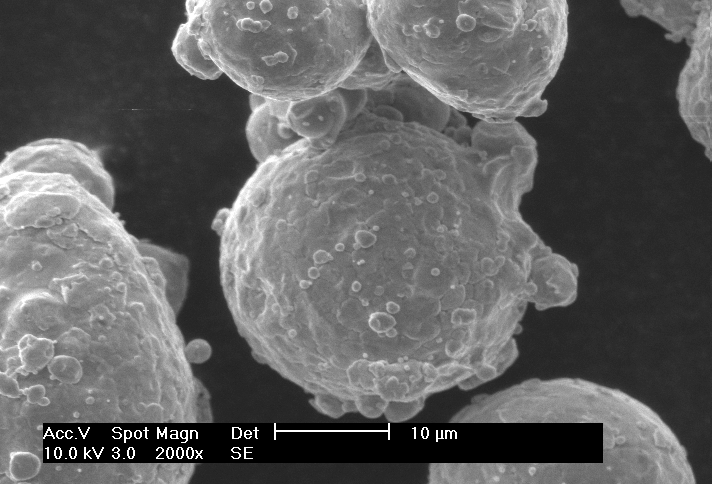 Acc.V Spot Magn Det 10 µm
10.0 kV 3.0 2000x SE